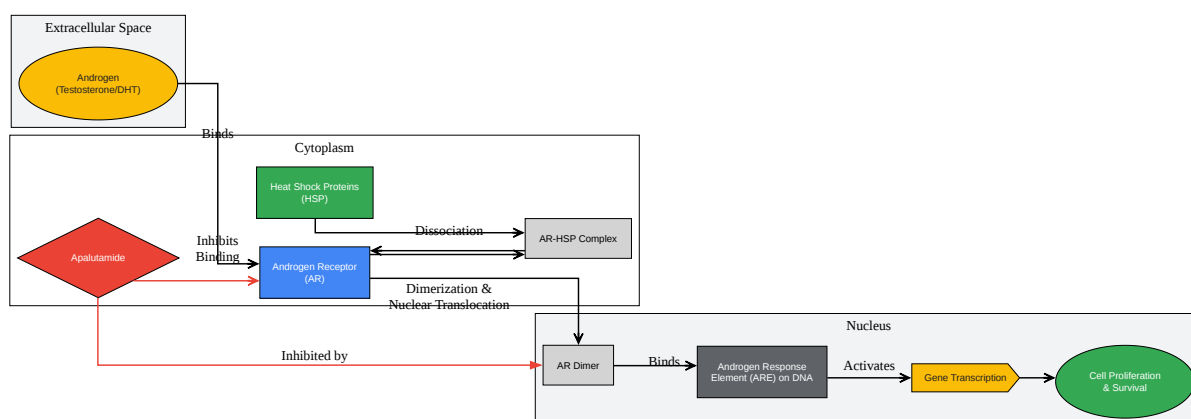 Extracellular Space
Androgen
(Testosterone/DHT)
Binds
Cytoplasm
Heat Shock Proteins
(HSP)
Dissociation
AR-HSP Complex
Apalutamide
Inhibits
Binding
Androgen Receptor
(AR)
Dimerization &
Nuclear Translocation
Nucleus
Inhibited by
AR Dimer
Binds
Androgen Response
Element (ARE) on DNA
Activates
Gene Transcription
Cell Proliferation
& Survival